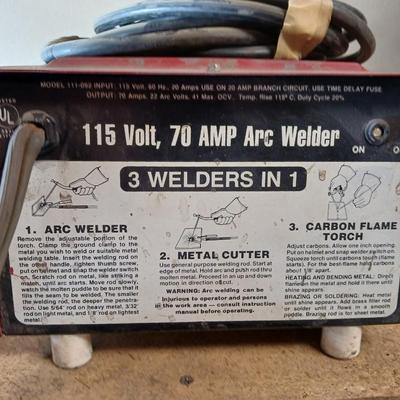 MODEL 111-052 INPUT: 115 Volt, 60 Hz, 20 Amps USE ON 20 AMP BRANCH CIRCUIT. USE TIME DELAY FUSE
OUTPUT: 70 Amps, 22 Arc Volts, 41 Max. OCV., Temp. Rise 115° C, Duty Cycle 20%
UL
115 Volt, 70 AMP Arc Welder
ON
3 WELDERS IN 1
1. ARC WELDER
Remove the adjustable portion of the
torch. Clamp the ground clamp to the
metal you wish to weld or suitable metal
welding table. Insert the welding rod on
the small handle, tighten thumb screw,
put on helmet and snap the welder switch
on. Scratch rod on metal, like striking a
match, until arc starts. Move rod slowly,
watch the molten puddle to be sure that it
fills the seam to be welded. The smaller
the welding rod, the deeper the penetra-
tion. Use 5/64" rod on heavy metal, 3/32"
rod on light metal, and 1/8" rod on lightest
metal.
2. METAL CUTTER
Use general purpose welding rod. Start at
edge of metal. Hold arc and push rod thru
molten metal. Proceed in an up and down
motion in direction of cut.
WARNING: Arc welding can be
injurious to operator and persons
in the work area — consult instruction
manual before operating.
3. CARBON FLAME
TORCH
Adjust carbons. Allow one inch opening.
Put on helmet and snap welder switch on.
Squeeze torch until carbons touch (flame
starts). For the best flame hold carbons
about 1/8" apart.
HEATING AND BENDING METAL: Direct
flame on the metal and hold it there until
shine appears.
BRAZING OR SOLDERING: Heat metal
until shine appears. Add brass filler rod
or solder until it flows in a smooth
puddle. Brazing rod is for sheet metal.